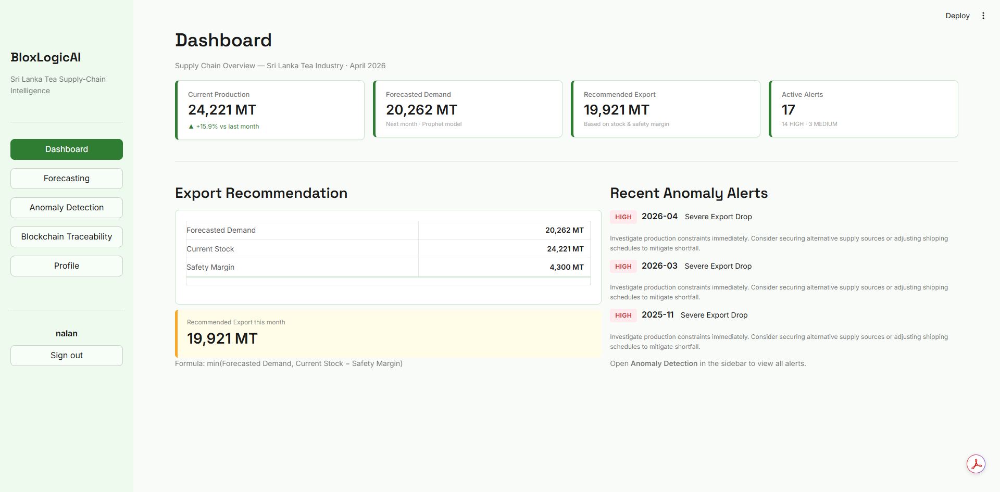 Deploy
BloxLogicAI
Sri Lanka Tea Supply-Chain
Intelligence
Dashboard
Forecasting
Anomaly Detection
Blockchain Traceability
Profile
nalan
Sign out
Dashboard
Supply Chain Overview — Sri Lanka Tea Industry · April 2026
Current Production
24,221 MT
▲ +15.9% vs last month
Forecasted Demand
20,262 MT
Next month · Prophet model
Recommended Export
19,921 MT
Based on stock & safety margin
Active Alerts
17
14 HIGH · 3 MEDIUM
Export Recommendation
Forecasted Demand 20,262 MT
Current Stock 24,221 MT
Safety Margin 4,300 MT
Recommended Export this month
19,921 MT
Formula: min(Forecasted Demand, Current Stock − Safety Margin)
Recent Anomaly Alerts
HIGH 2026-04 Severe Export Drop
Investigate production constraints immediately. Consider securing alternative supply sources or adjusting shipping
schedules to mitigate shortfall.
HIGH 2026-03 Severe Export Drop
Investigate production constraints immediately. Consider securing alternative supply sources or adjusting shipping
schedules to mitigate shortfall.
HIGH 2025-11 Severe Export Drop
Investigate production constraints immediately. Consider securing alternative supply sources or adjusting shipping
schedules to mitigate shortfall.
Open Anomaly Detection in the sidebar to view all alerts.